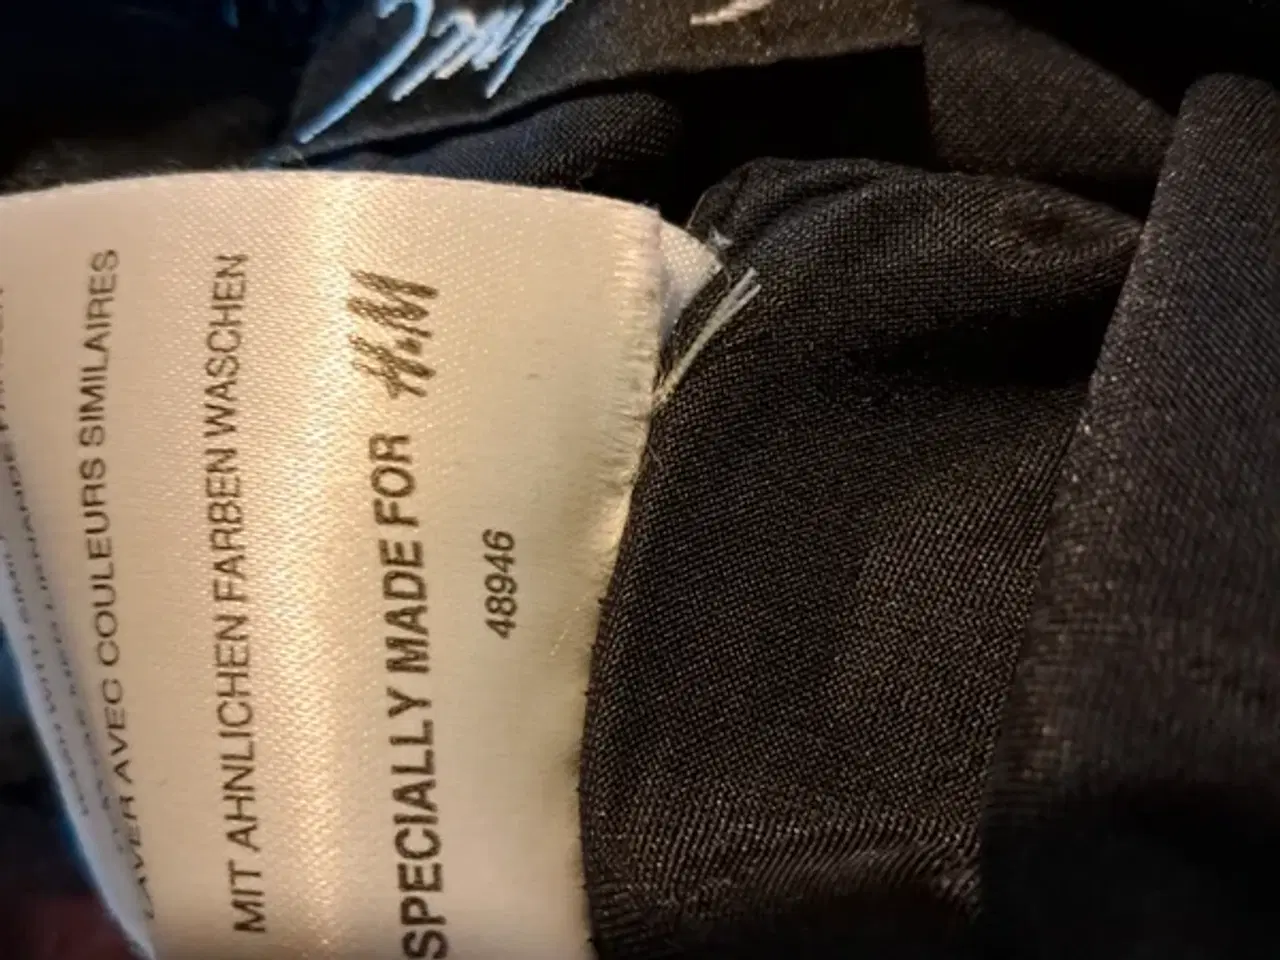 LAVER AVEC COULEURS SIMILAIRES
MIT AHNLICHEN FARBEN WASCHEN
SPECIALLY MADE FOR H&M
48946